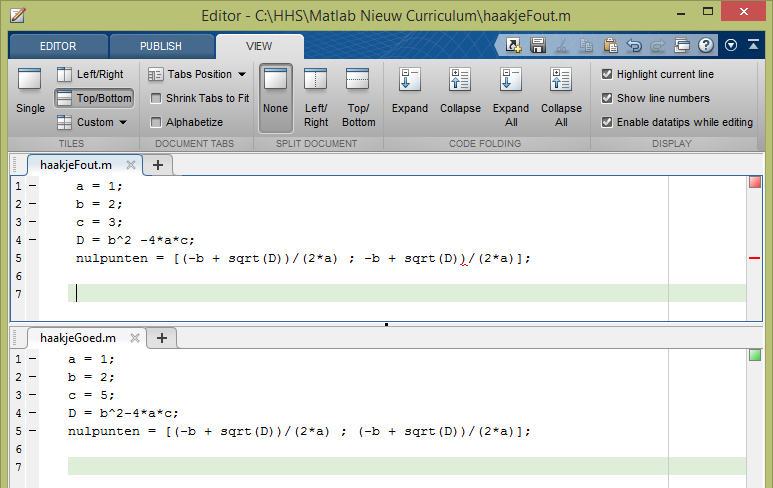 Editor - C:\HHS\Matlab Nieuw Curriculum\haakjeFout.m
EDITOR PUBLISH VIEW
Single
Left/Right
Top/Bottom
Custom
TILES
Tabs Position
Shrink Tabs to Fit
Alphabetize
DOCUMENT TABS
None
Left/
Right
Top/
Bottom
SPLIT DOCUMENT
Expand
Collapse
Expand
All
Collapse
All
CODE FOLDING
Highlight current line
Show line numbers
Enable datatips while editing
DISPLAY
haakjeFout.m
1 – a = 1;
2 – b = 2;
3 – c = 3;
4 – D = b^2 -4*a*c;
5 nulpunten = [(-b + sqrt(D))/(2*a) ; -b + sqrt(D))/(2*a)];
6
7
haakjeGoed.m
1 – a = 1;
2 – b = 2;
3 – c = 5;
4 – D = b^2-4*a*c;
5 – nulpunten = [(-b + sqrt(D))/(2*a) ; (-b + sqrt(D))/(2*a)];
6
7